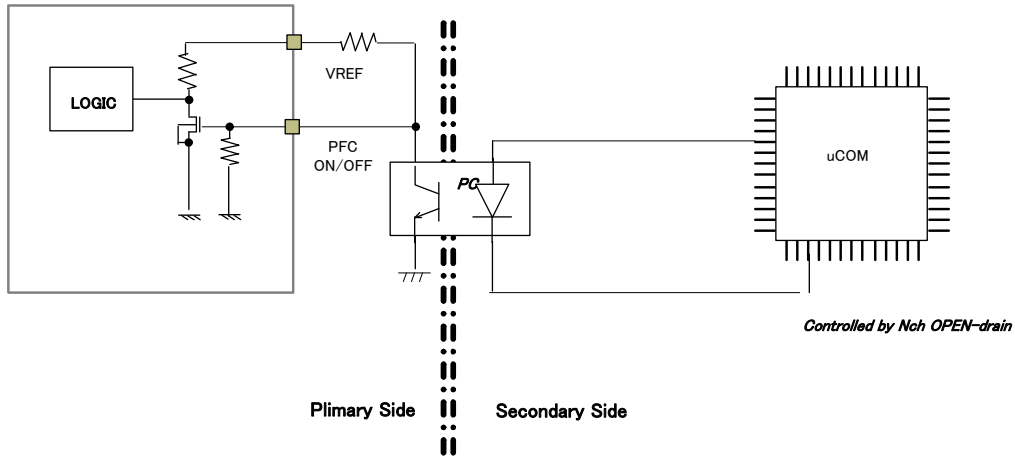 VREF
LOGIC
PFC
ON/OFF
PC
uCOM
Controlled by Nch OPEN-drain
Plimary Side
Secondary Side